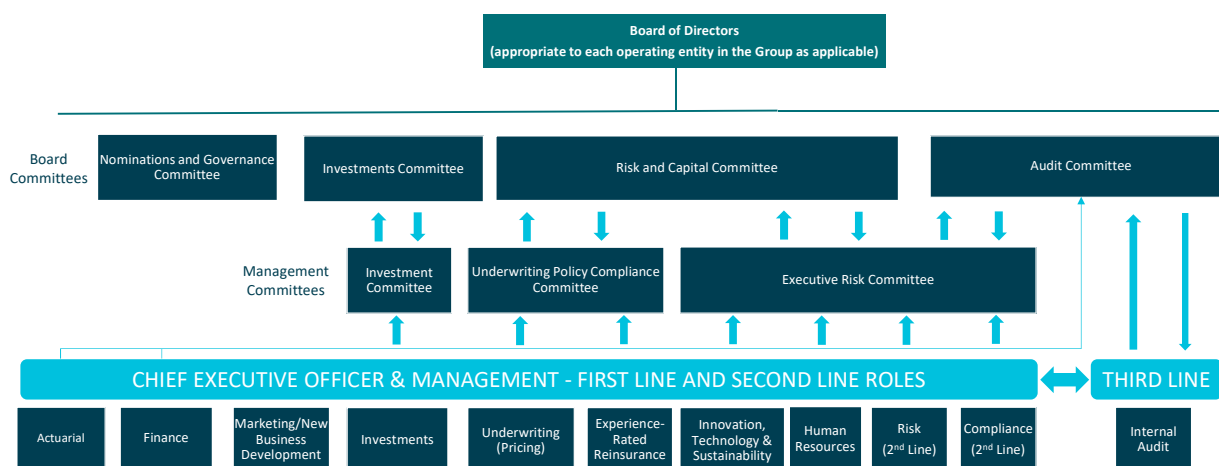 Board of Directors
(appropriate to each operating entity in the Group as applicable)
Board
Committees
Nominations and Governance
Committee
Investments Committee
Risk and Capital Committee
Audit Committee
Management
Committees
Investment
Committee
Underwriting Policy Compliance
Committee
Executive Risk Committee
CHIEF EXECUTIVE OFFICER & MANAGEMENT - FIRST LINE AND SECOND LINE ROLES
THIRD LINE
Actuarial
Finance
Marketing/New
Business
Development
Investments
Underwriting
(Pricing)
Experience-
Rated
Reinsurance
Innovation,
Technology &
Sustainability
Human
Resources
Risk
(2nd Line)
Compliance
(2nd Line)
Internal
Audit